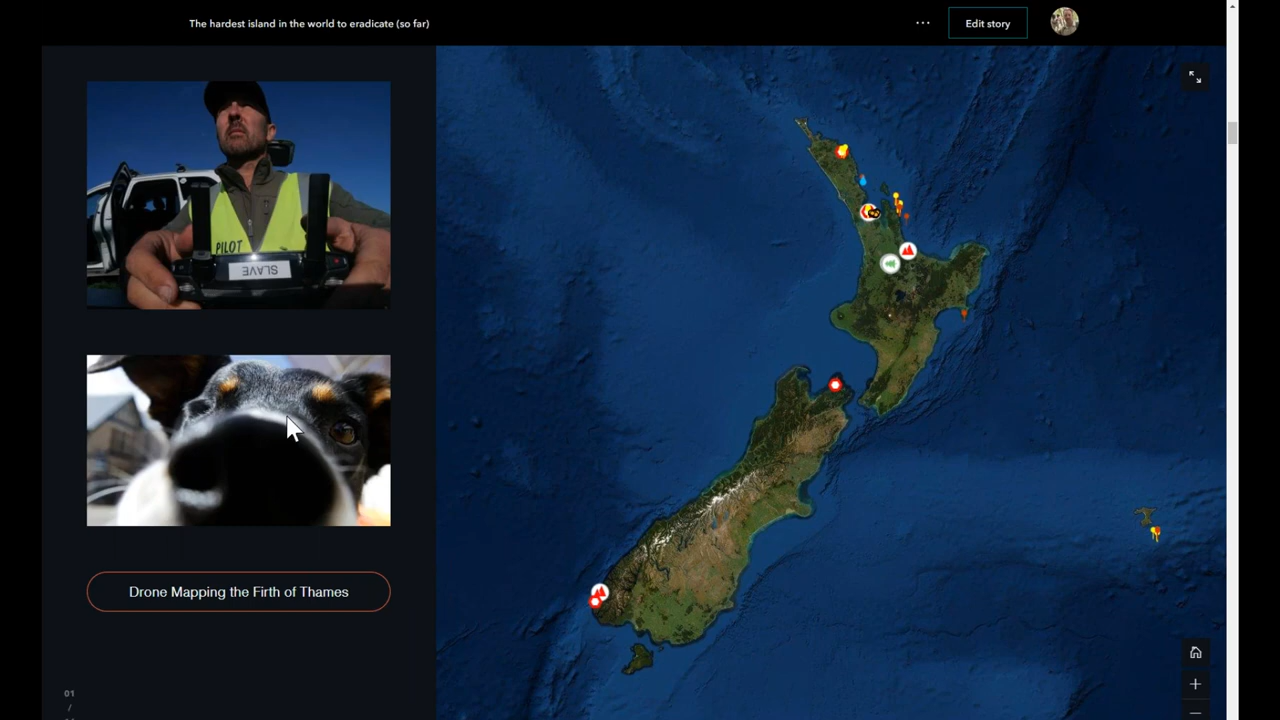 The hardest island in the world to eradicate (so far)
Edit story
PILOT
SLAVE
Drone Mapping the Firth of Thames
01
/